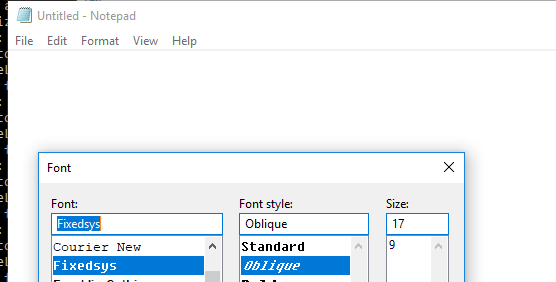 Untitled - Notepad
File Edit Format View Help
Font
Font: Font style: Size:
Fixedsys Oblique 17
Courier New Standard 9
Fixedsys Oblique